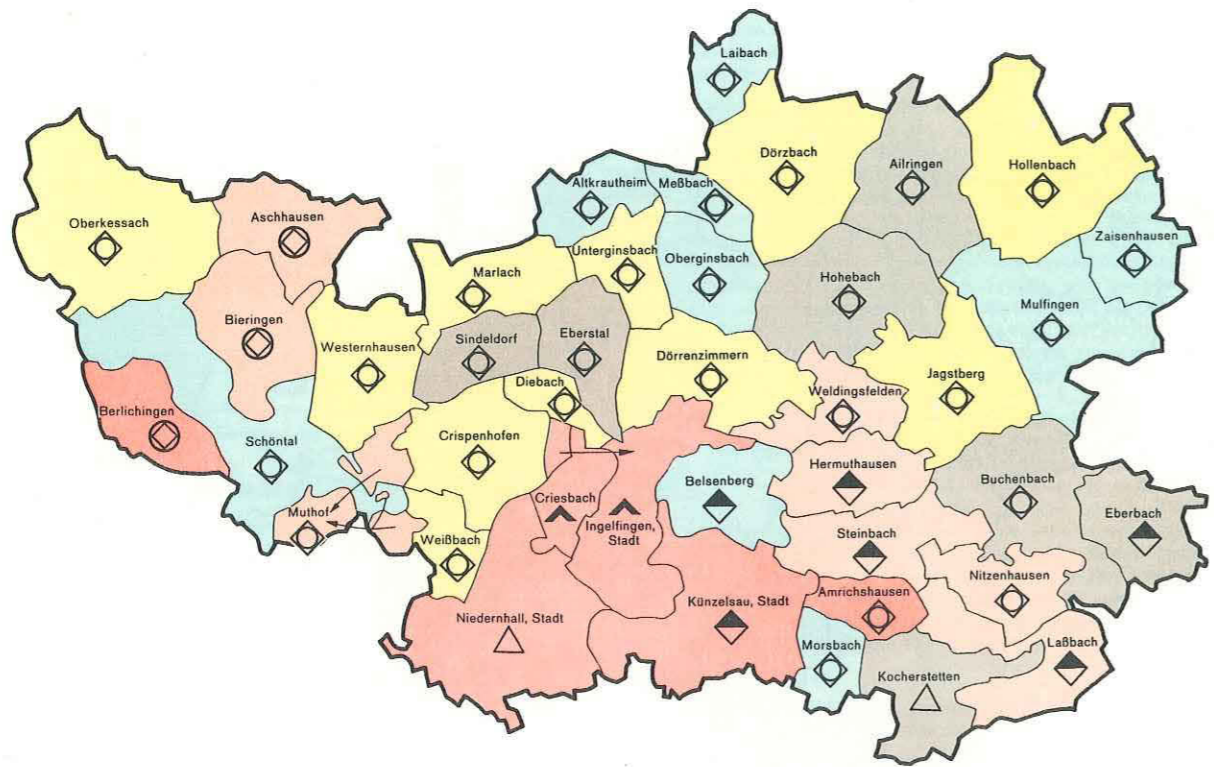 Laibach
Dörzbach
Ailringen
Hollenbach
Altkrautheim
Meßbach
Oberkessach
Aschhausen
Zaisenhausen
Unterginsbach
Oberginsbach
Marlach
Hohebach
Mulfingen
Bieringen
Sindeldorf
Eberstal
Westernhausen
Dörrenzimmern
Jagstberg
Diebach
Weldingsfelden
Berlichingen
Schöntal
Crispenhofen
Hermuthausen
Belsenberg
Buchenbach
Criesbach
Eberbach
Muthof
Ingelfingen,
Stadt
Steinbach
Weißbach
Nitzenhausen
Amrichshausen
Künzelsau, Stadt
Niedernhall, Stadt
Laßbach
Morsbach
Kocherstetten